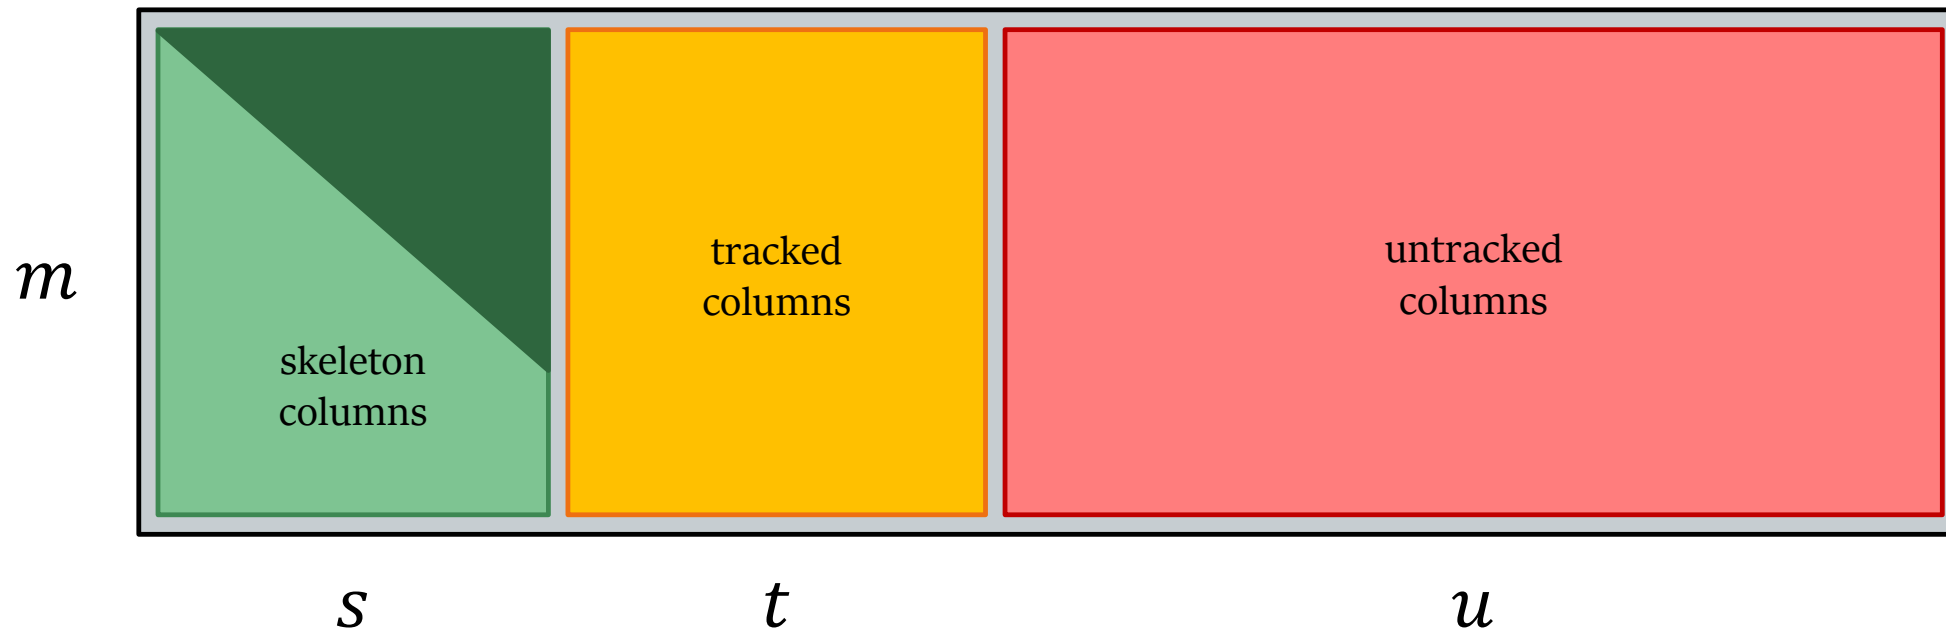 m
skeleton
columns
tracked
columns
untracked
columns
s
t
u